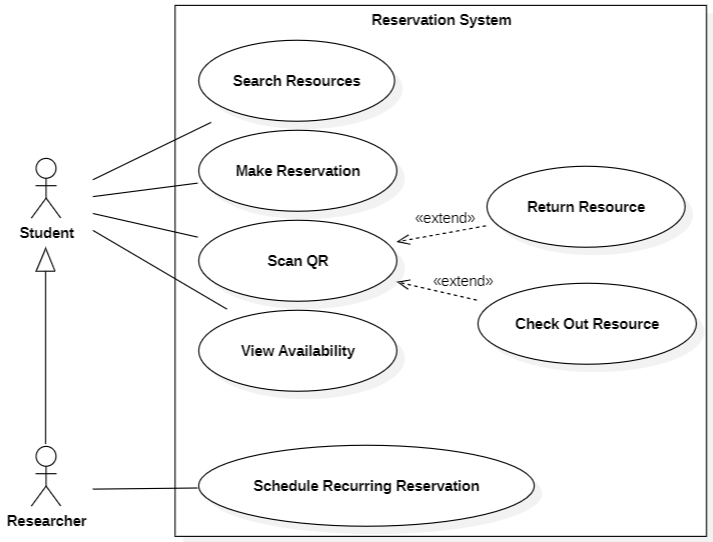 Reservation System
Search Resources
Make Reservation
Return Resource
«extend»
Student
Scan QR
«extend»
Check Out Resource
View Availability
Schedule Recurring Reservation
Researcher